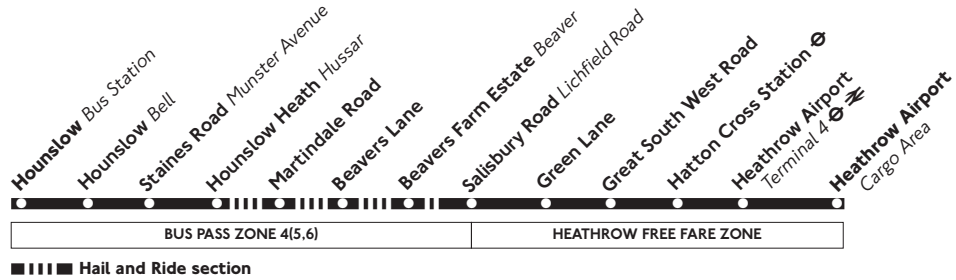 Hounslow Bus Station
Hounslow Bell
Staines Road Munster Avenue
Hounslow Heath Hussar
Martindale Road
Beavers Lane
Beavers Farm Estate Beaver
Salisbury Road Lichfield Road
Green Lane
Great South West Road
Hatton Cross Station
Heathrow Airport
Terminal 4
Heathrow Airport
Cargo Area
BUS PASS ZONE 4(5,6)
HEATHROW FREE FARE ZONE
Hail and Ride section